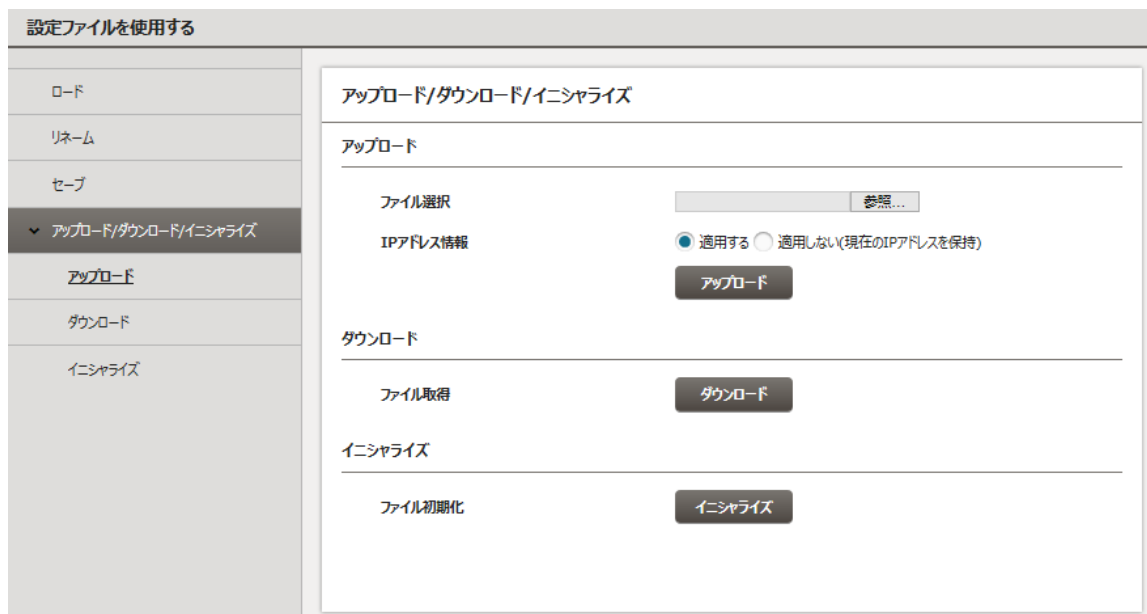 設定ファイルを使用する
ロード
リネーム
セーブ
アップロード/ダウンロード/イニシャライズ
アップロード
ダウンロード
イニシャライズ
アップロード/ダウンロード/イニシャライズ
アップロード
ファイル選択 参照...
IPアドレス情報 適用する 適用しない(現在のIPアドレスを保持)
アップロード
ダウンロード
ファイル取得 ダウンロード
イニシャライズ
ファイル初期化 イニシャライズ